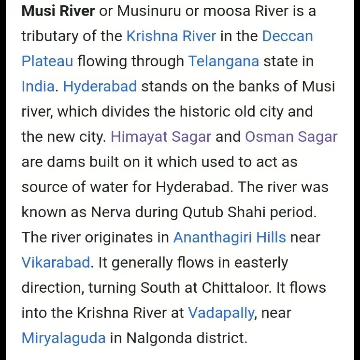 Musi River or Musinuru or moosa River is a
tributary of the Krishna River in the Deccan
Plateau flowing through Telangana state in
India. Hyderabad stands on the banks of Musi
river, which divides the historic old city and
the new city. Himayat Sagar and Osman Sagar
are dams built on it which used to act as
source of water for Hyderabad. The river was
known as Nerva during Qutub Shahi period.
The river originates in Ananthagiri Hills near
Vikarabad. It generally flows in easterly
direction, turning South at Chittaloor. It flows
into the Krishna River at Vadapally, near
Miryalaguda in Nalgonda district.